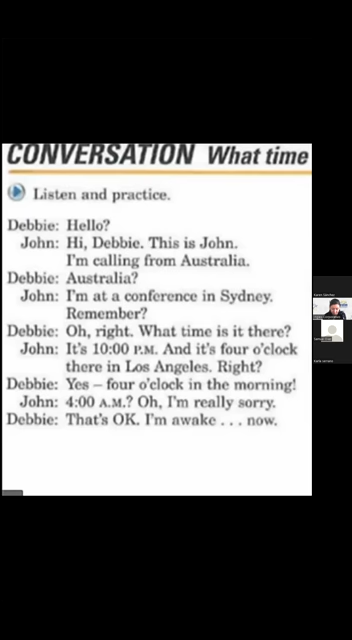 CONVERSATION What time
Listen and practice.
Debbie: Hello?
John: Hi, Debbie. This is John.
I'm calling from Australia.
Debbie: Australia?
John: I'm at a conference in Sydney.
Remember?
Debbie: Oh, right. What time is it there?
John: It's 10:00 P.M. And it's four o'clock
there in Los Angeles. Right?
Debbie: Yes – four o'clock in the morning!
John: 4:00 A.M.? Oh, I'm really sorry.
Debbie: That's OK. I'm awake . . . now.